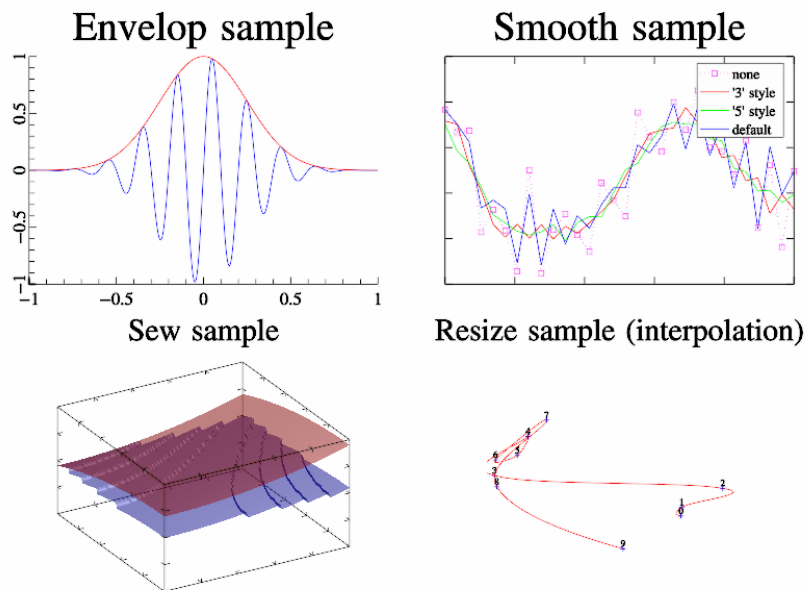 Envelop sample
1
0.5
0
−0.5
−1
−1
−0.5
0
0.5
1
Smooth sample
none
'3' style
'5' style
default
Sew sample
Resize sample (interpolation)
7
4
5
6
3
8
2
1
0
9